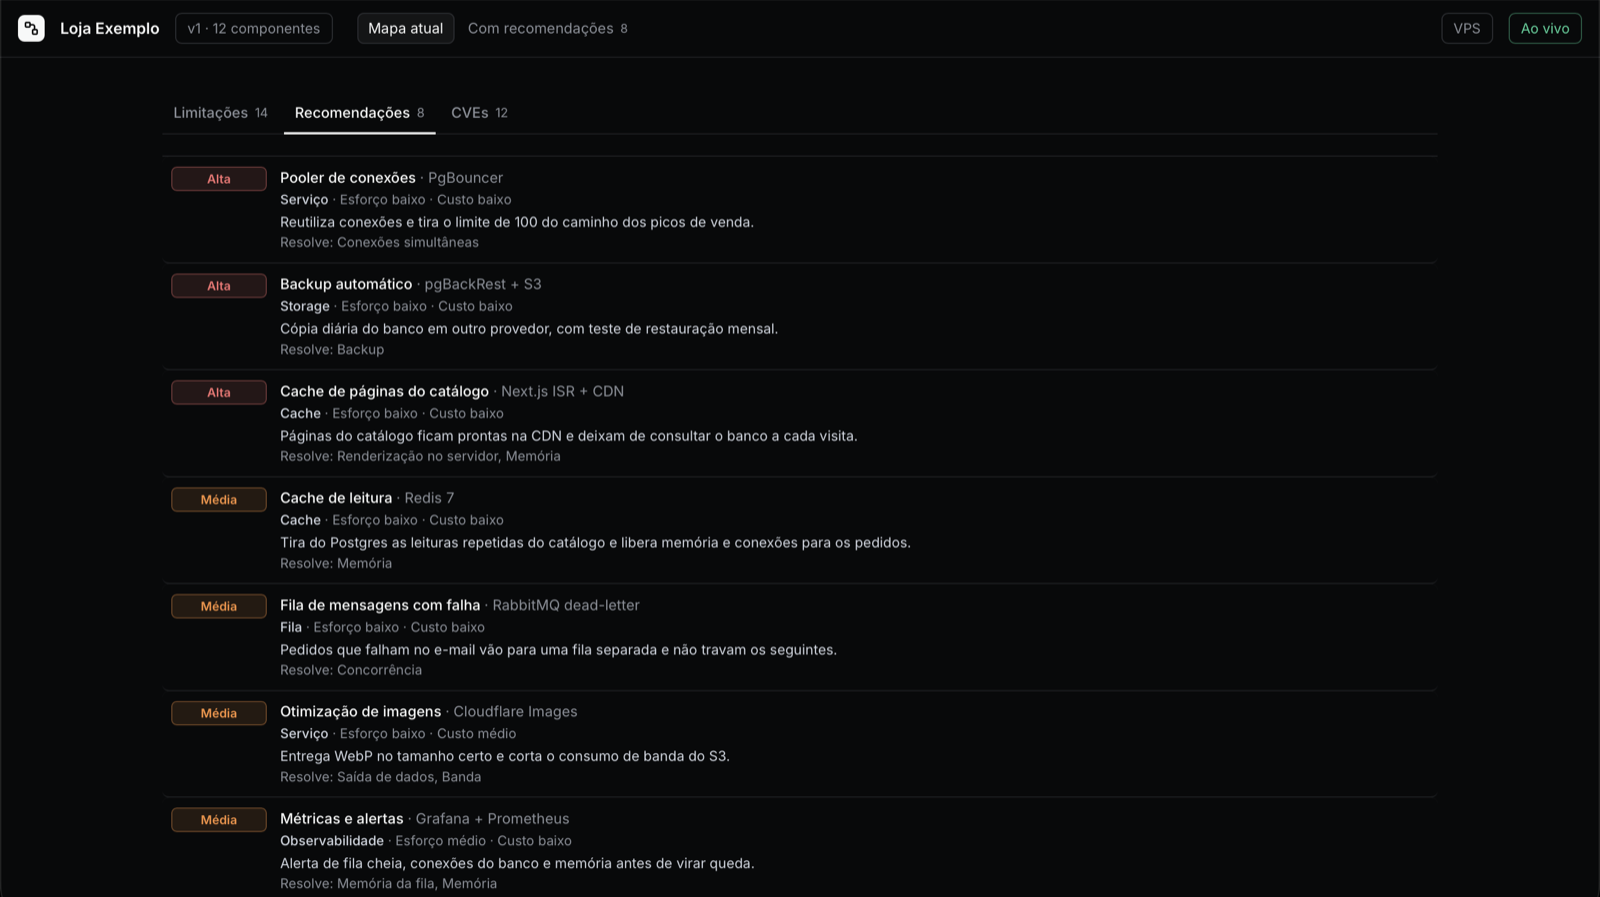 Loja Exemplo
v1 · 12 componentes
Mapa atual
Com recomendações 8
VPS
Ao vivo
Limitações 14
Recomendações 8
CVEs 12
Alta
Pooler de conexões · PgBouncer
Serviço · Esforço baixo · Custo baixo
Reutiliza conexões e tira o limite de 100 do caminho dos picos de venda.
Resolve: Conexões simultâneas
Alta
Backup automático · pgBackRest + S3
Storage · Esforço baixo · Custo baixo
Cópia diária do banco em outro provedor, com teste de restauração mensal.
Resolve: Backup
Alta
Cache de páginas do catálogo · Next.js ISR + CDN
Cache · Esforço baixo · Custo baixo
Páginas do catálogo ficam prontas na CDN e deixam de consultar o banco a cada visita.
Resolve: Renderização no servidor, Memória
Média
Cache de leitura · Redis 7
Cache · Esforço baixo · Custo baixo
Tira do Postgres as leituras repetidas do catálogo e libera memória e conexões para os pedidos.
Resolve: Memória
Média
Fila de mensagens com falha · RabbitMQ dead-letter
Fila · Esforço baixo · Custo baixo
Pedidos que falham no e-mail vão para uma fila separada e não travam os seguintes.
Resolve: Concorrência
Média
Otimização de imagens · Cloudflare Images
Serviço · Esforço baixo · Custo médio
Entrega WebP no tamanho certo e corta o consumo de banda do S3.
Resolve: Saída de dados, Banda
Média
Métricas e alertas · Grafana + Prometheus
Observabilidade · Esforço médio · Custo baixo
Alerta de fila cheia, conexões do banco e memória antes de virar queda.
Resolve: Memória da fila, Memória